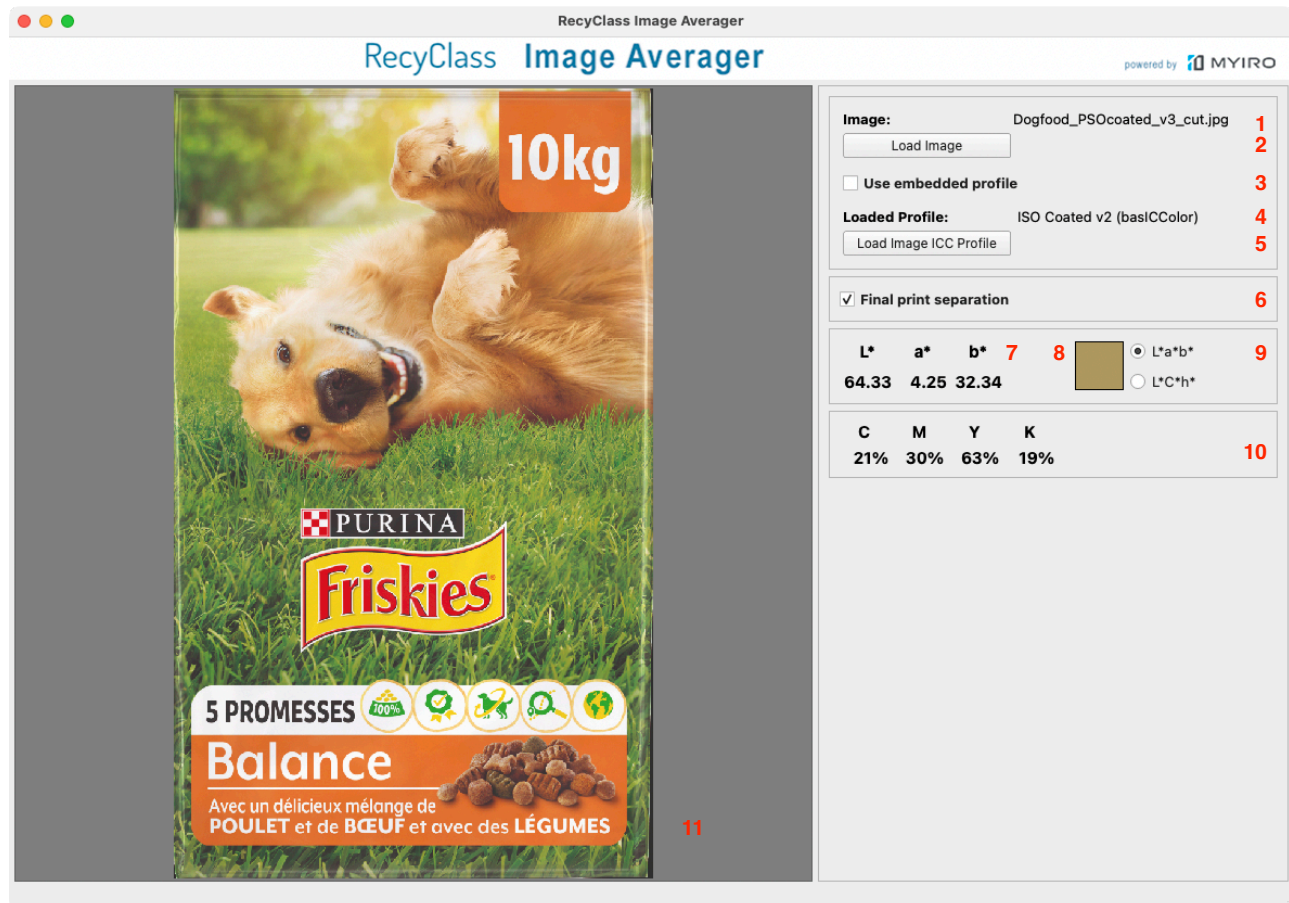 RecyClass Image Averager
RecyClass Image Averager
powered by MYIRO
10kg
PURINA
Friskies
5 PROMESSES 100%
Balance
Avec un délicieux mélange de
POULET et de BŒUF et avec des LÉGUMES
11
Image: Dogfood_PSOcoated_v3_cut.jpg 1
Load Image 2
Use embedded profile 3
Loaded Profile: ISO Coated v2 (basICColor) 4
Load Image ICC Profile 5
Final print separation 6
L* a* b* 7 8 L*a*b* 9
64.33 4.25 32.34 L*C*h*
C M Y K
21% 30% 63% 19% 10